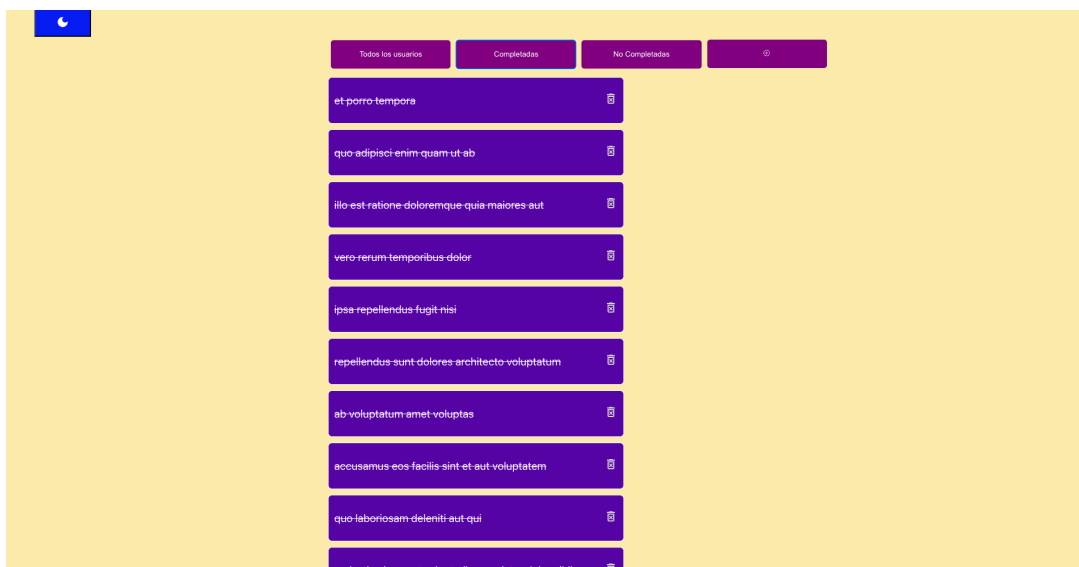 Todos los usuarios
Completadas
No Completadas
et porro tempora
quo adipisci enim quam ut ab
illo est ratione doloremque quia maiores aut
vero rerum temporibus dolor
ipsa repellendus fugit nisi
repellendus sunt dolores architecto voluptatum
ab voluptatum amet voluptas
accusamus eos facilis sint et aut voluptatem
quo laboriosam deleniti aut qui